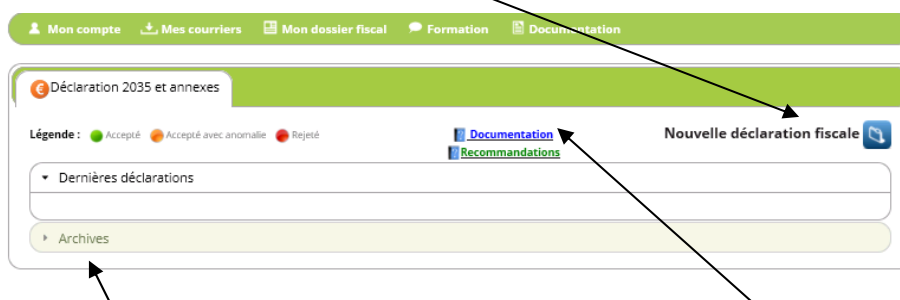 Mon compte Mes courriers Mon dossier fiscal Formation Documentation
Déclaration 2035 et annexes
Légende : Accepté Accepté avec anomalie Rejeté Documentation Nouvelle déclaration fiscale
Recommandations
Dernières déclarations
Archives